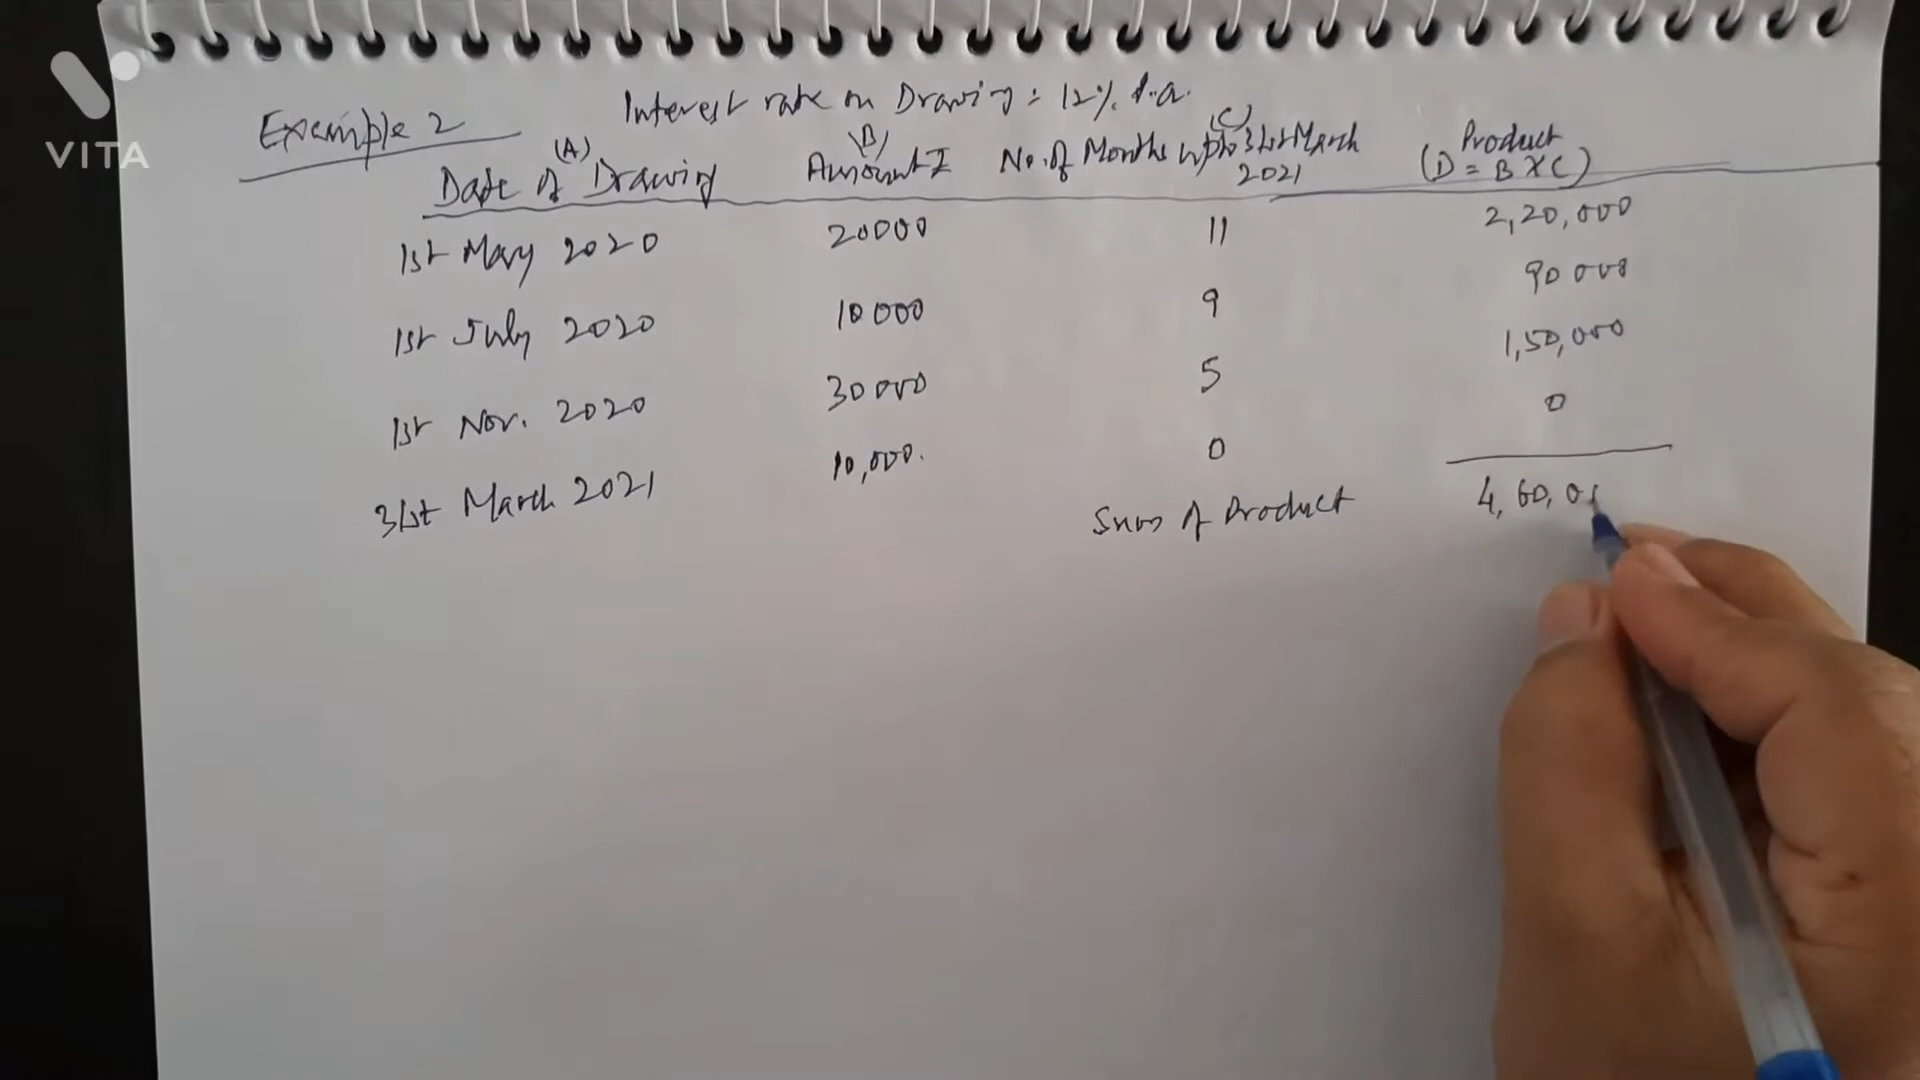 VITA
Example 2
Interest rate on Drawing = 12% p.a.
(A) (B) (C)
Date of Drawing Amount No. of Months upto 31st March 2021 Product (D = B X C)
1st May 2020 20000 11 2,20,000
1st July 2020 10000 9 90000
1st Nov. 2020 30000 5 1,50,000
31st March 2021 10,000. 0 0
Sum of Product 4,60,00